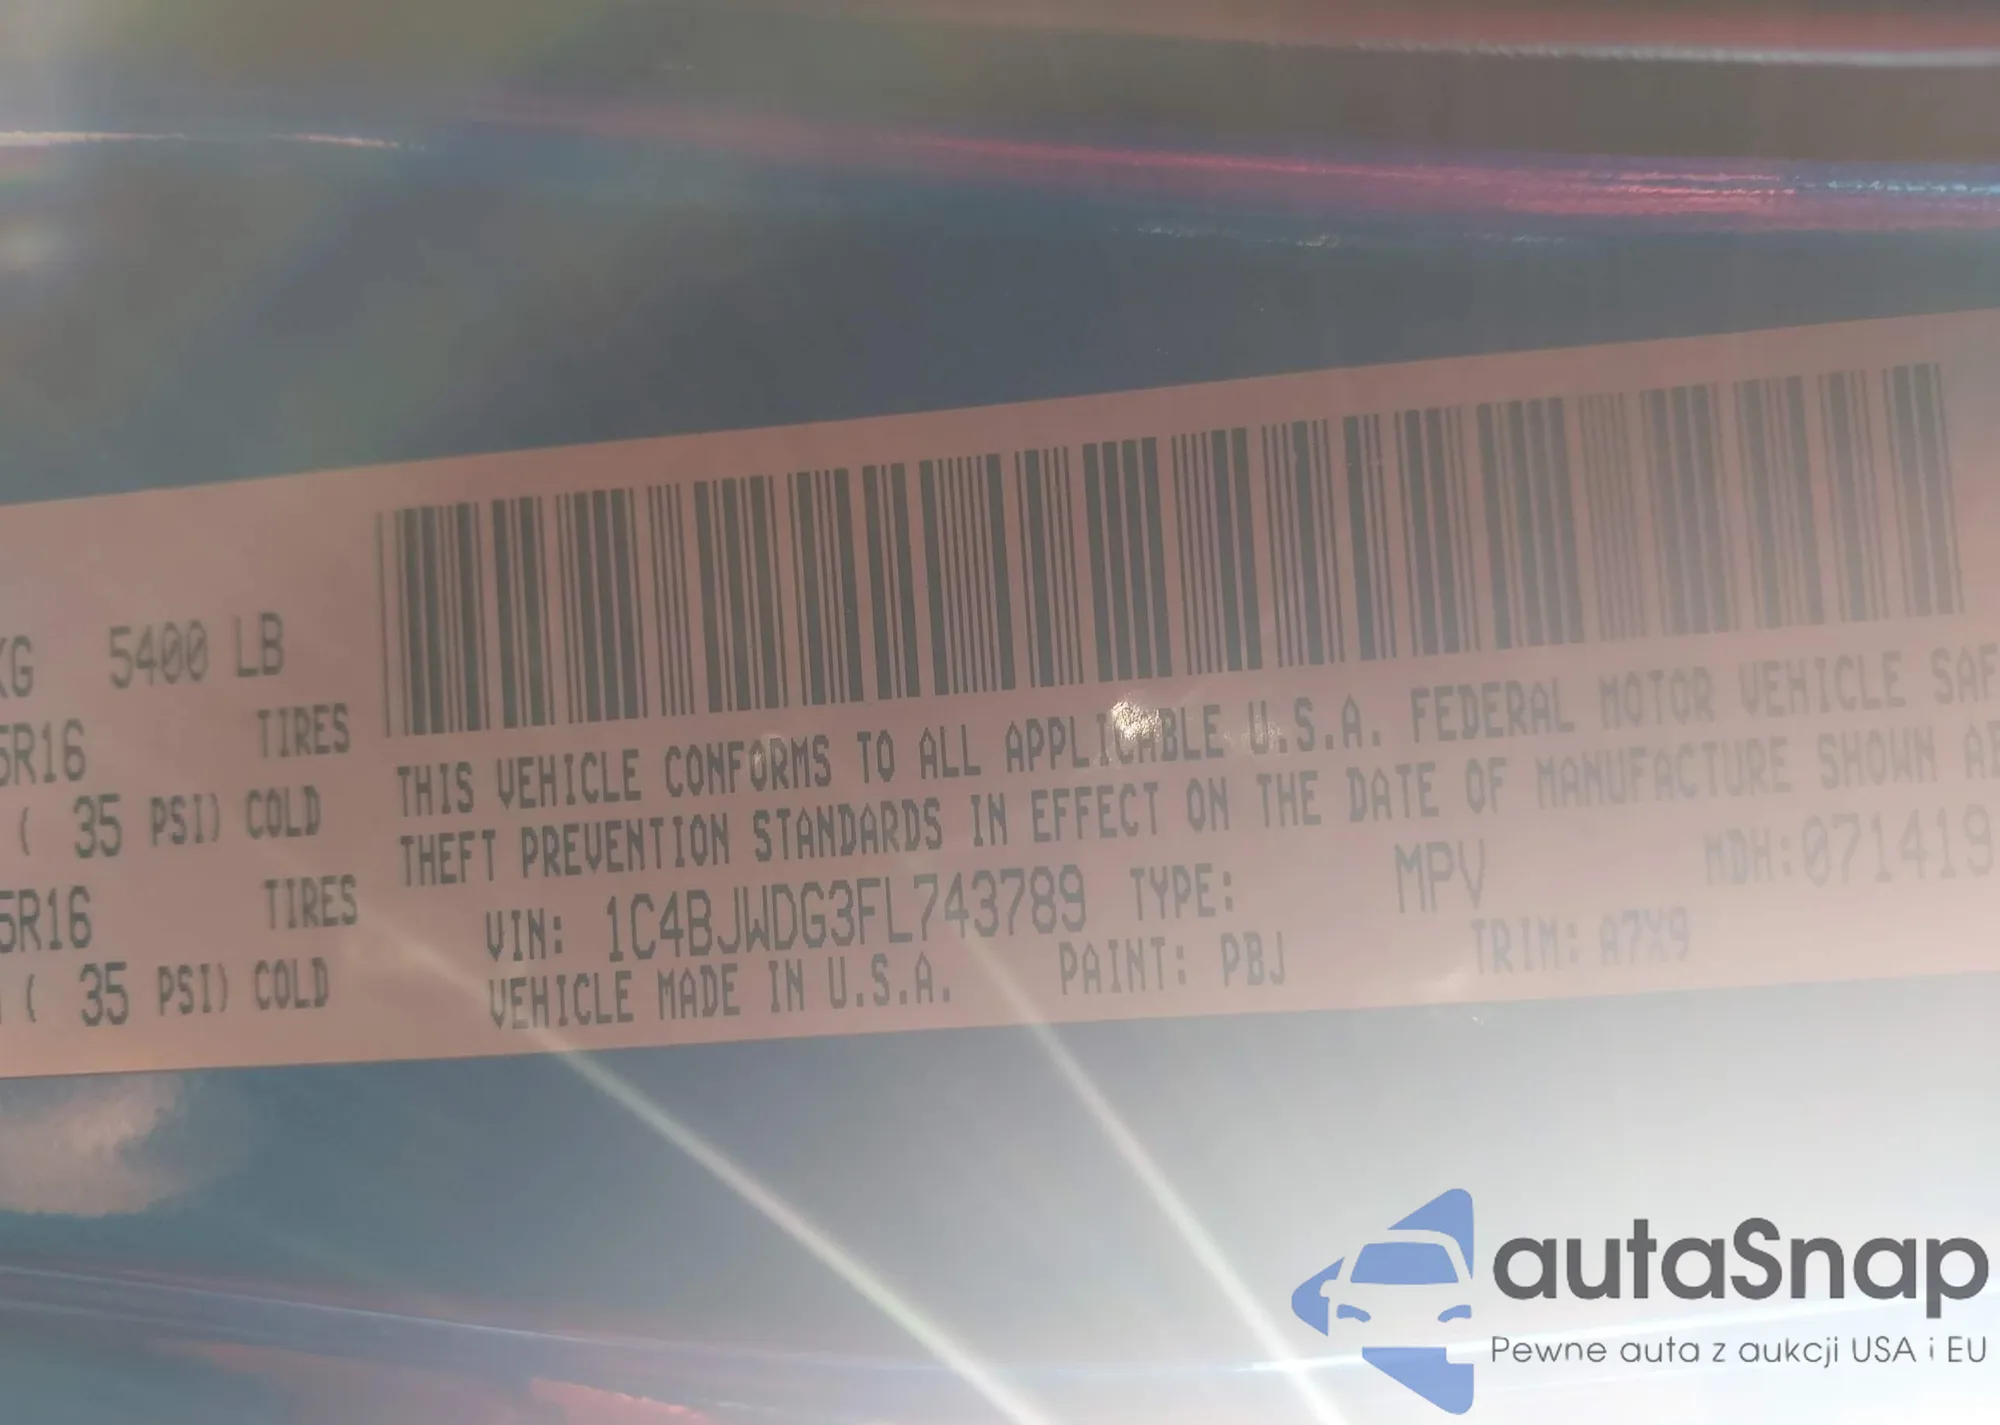 KG 5400 LB
5R16 TIRES
( 35 PSI) COLD
5R16 TIRES
( 35 PSI) COLD
THIS VEHICLE CONFORMS TO ALL APPLICABLE U.S.A. FEDERAL MOTOR VEHICLE SAF
THEFT PREVENTION STANDARDS IN EFFECT ON THE DATE OF MANUFACTURE SHOWN AB
VIN: 1C4BJWDG3FL743789 TYPE: MPV MDH:071419
VEHICLE MADE IN U.S.A. PAINT: PBJ TRIM: A7X9
autaSnap
Pewne auta z aukcji USA i EU